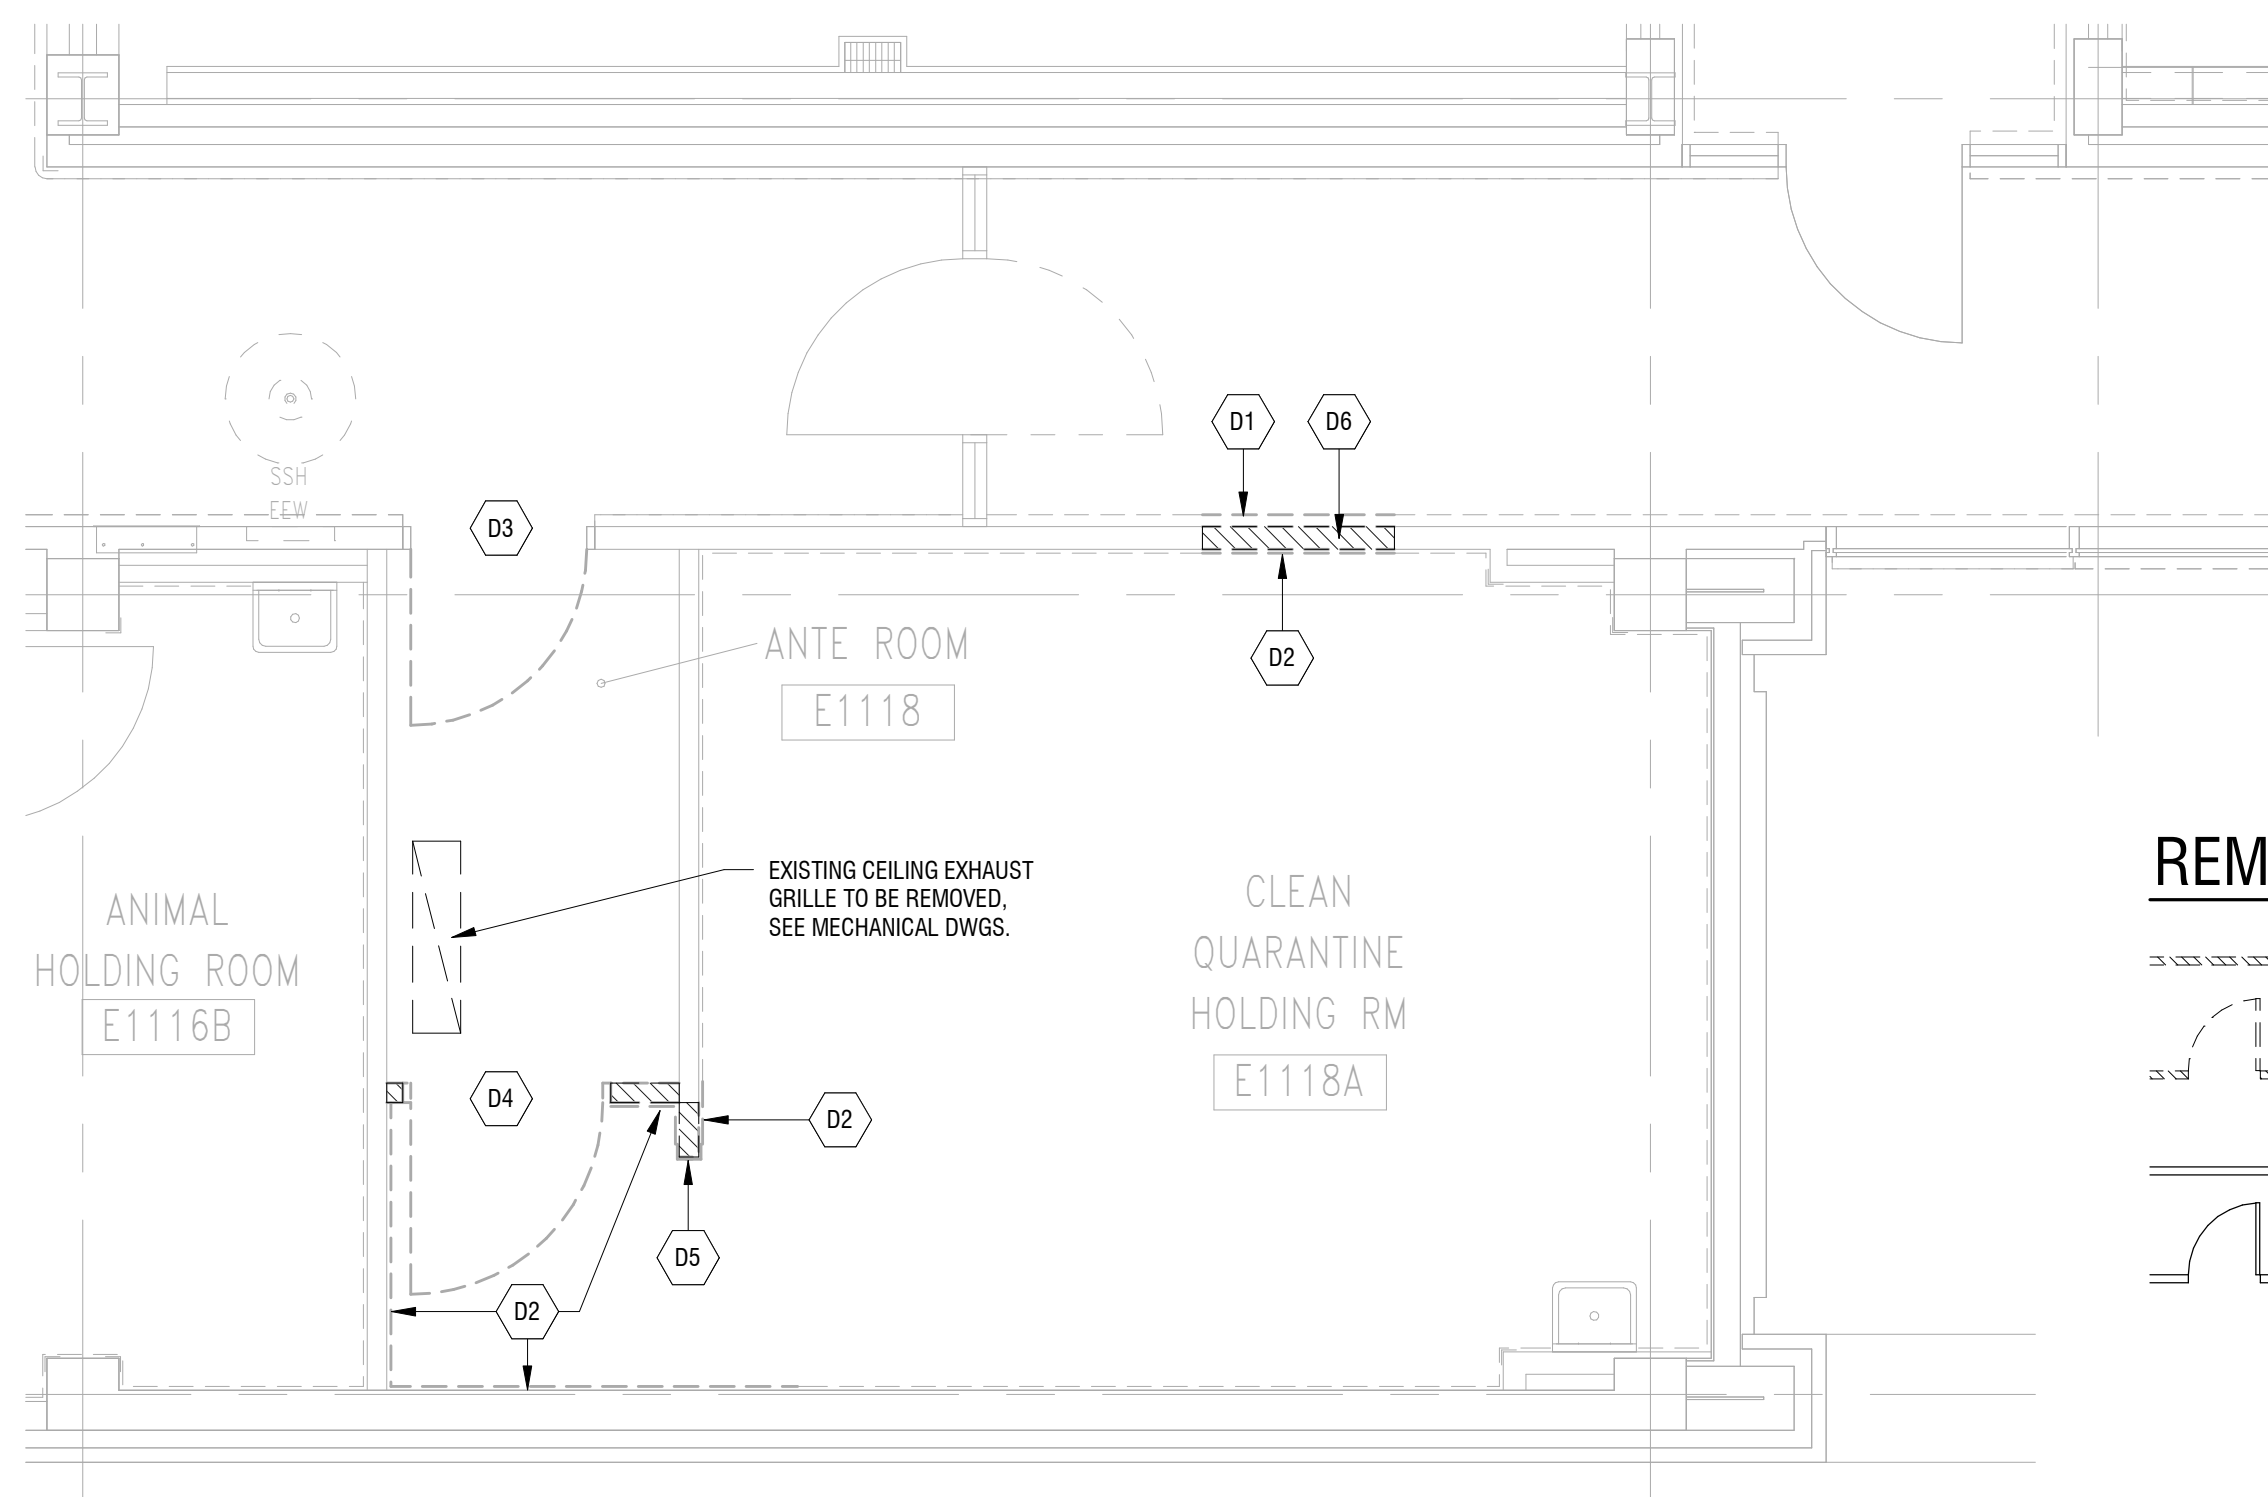 D1
D6
SSH
EEW
D3
ANTE ROOM
E1118
D2
EXISTING CEILING EXHAUST
GRILLE TO BE REMOVED,
SEE MECHANICAL DWGS.
REM
ANIMAL
HOLDING ROOM
E1116B
CLEAN
QUARANTINE
HOLDING RM
E1118A
D4
D2
D5
D2